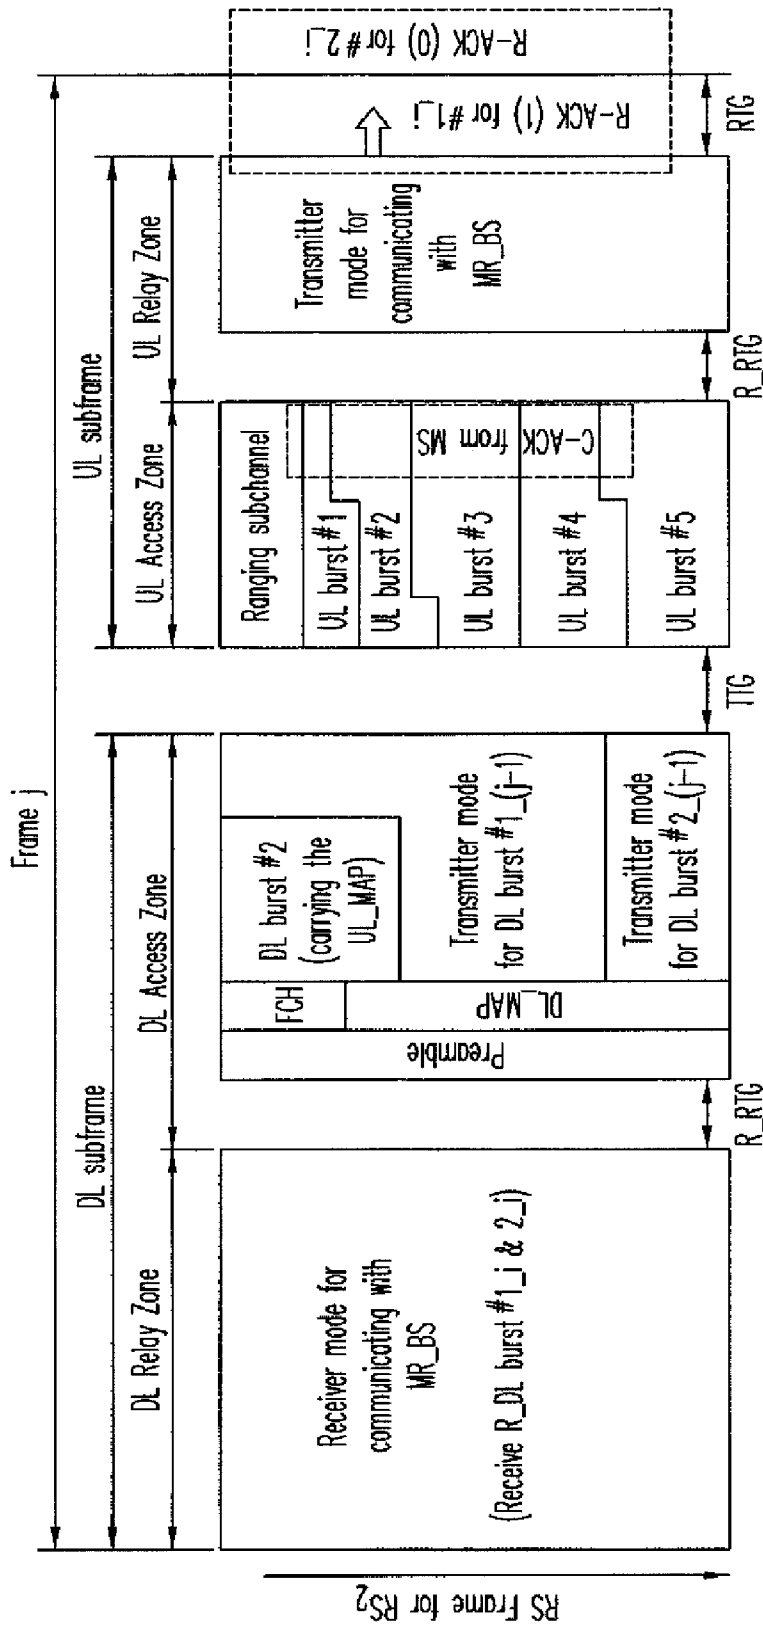 Frame j
DL subframe
UL subframe
DL Relay Zone
DL Access Zone
UL Access Zone
UL Relay Zone
RS Frame for RS2
Receiver mode for
communicating with
MR_BS
(Receive R_DL burst #1_i & 2_i)
R_RTG
Preamble
FCH
DL_MAP
DL burst #2
(carrying the
UL_MAP)
Transmitter mode
for DL burst #1_(j-1)
Transmitter mode
for DL burst #2_(j-1)
TTG
Ranging subchannel
UL burst #1
UL burst #2
UL burst #3
UL burst #4
UL burst #5
C-ACK from MS
R_RTG
Transmitter
mode for
communicating
with
MR_BS
R-ACK (1) for #1_i
R-ACK (0) for #2_i
RTG